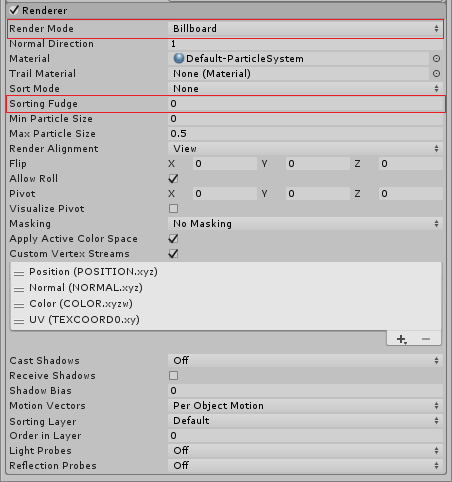 Renderer
Render Mode Billboard
Normal Direction 1
Material Default-ParticleSystem
Trail Material None (Material)
Sort Mode None
Sorting Fudge 0
Min Particle Size 0
Max Particle Size 0.5
Render Alignment View
Flip X 0 Y 0 Z 0
Allow Roll
Pivot X 0 Y 0 Z 0
Visualize Pivot
Masking No Masking
Apply Active Color Space
Custom Vertex Streams
Position (POSITION.xyz)
Normal (NORMAL.xyz)
Color (COLOR.xyzw)
UV (TEXCOORD0.xy)
Cast Shadows Off
Receive Shadows
Shadow Bias 0
Motion Vectors Per Object Motion
Sorting Layer Default
Order in Layer 0
Light Probes Off
Reflection Probes Off